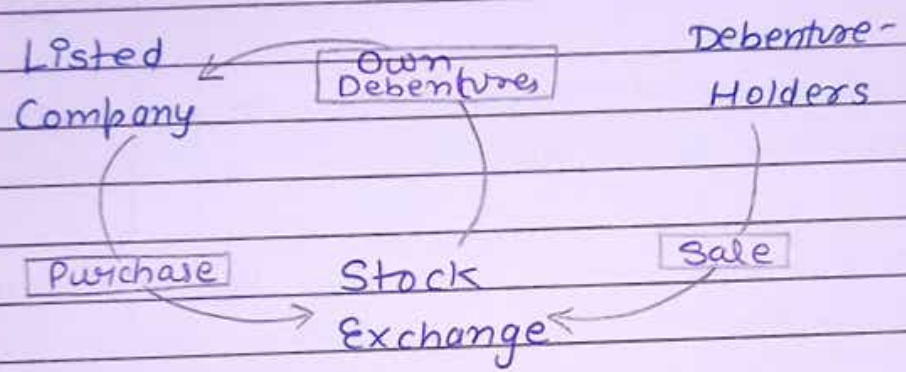 Listed
Company
Own
Debentures
Debenture-
Holders
Purchase
Stock
Exchange
Sale